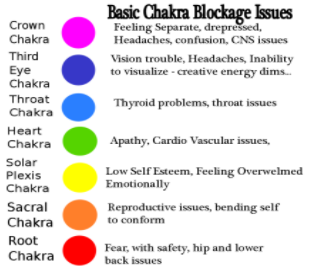 Basic Chakra Blockage Issues
Crown
Chakra
Feeling Separate, drepressed,
Headaches, confusion, CNS issues
Third
Eye
Chakra
Vision trouble, Headaches, Inability
to visualize - creative energy dims...
Throat
Chakra
Thyroid problems, throat issues
Heart
Chakra
Apathy, Cardio Vascular issues,
Solar
Plexis
Chakra
Low Self Esteem, Feeling Overwelmed
Emotionally
Sacral
Chakra
Reproductive issues, bending self
to conform
Root
Chakra
Fear, with safety, hip and lower
back issues